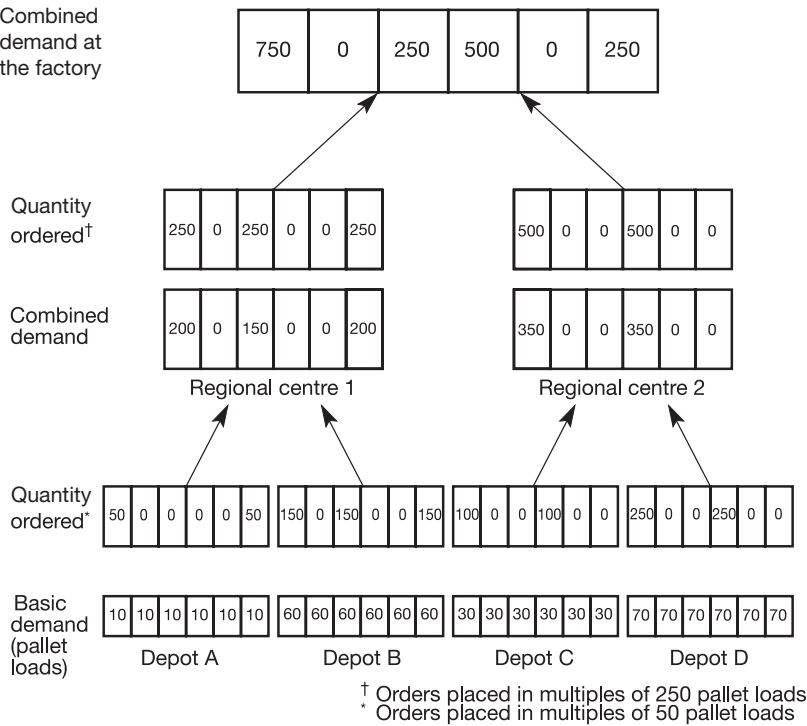 Combined
demand at
the factory
750 0 250 500 0 250
Quantity
ordered†
250 0 250 0 0 250
500 0 0 500 0 0
Combined
demand
200 0 150 0 0 200
350 0 0 350 0 0
Regional centre 1
Regional centre 2
Quantity
ordered*
50 0 0 0 0 50
150 0 150 0 0 150
100 0 0 100 0 0
250 0 0 250 0 0
Basic
demand
(pallet
loads)
10 10 10 10 10 10
60 60 60 60 60 60
30 30 30 30 30 30
70 70 70 70 70 70
Depot A
Depot B
Depot C
Depot D
† Orders placed in multiples of 250 pallet loads
* Orders placed in multiples of 50 pallet loads